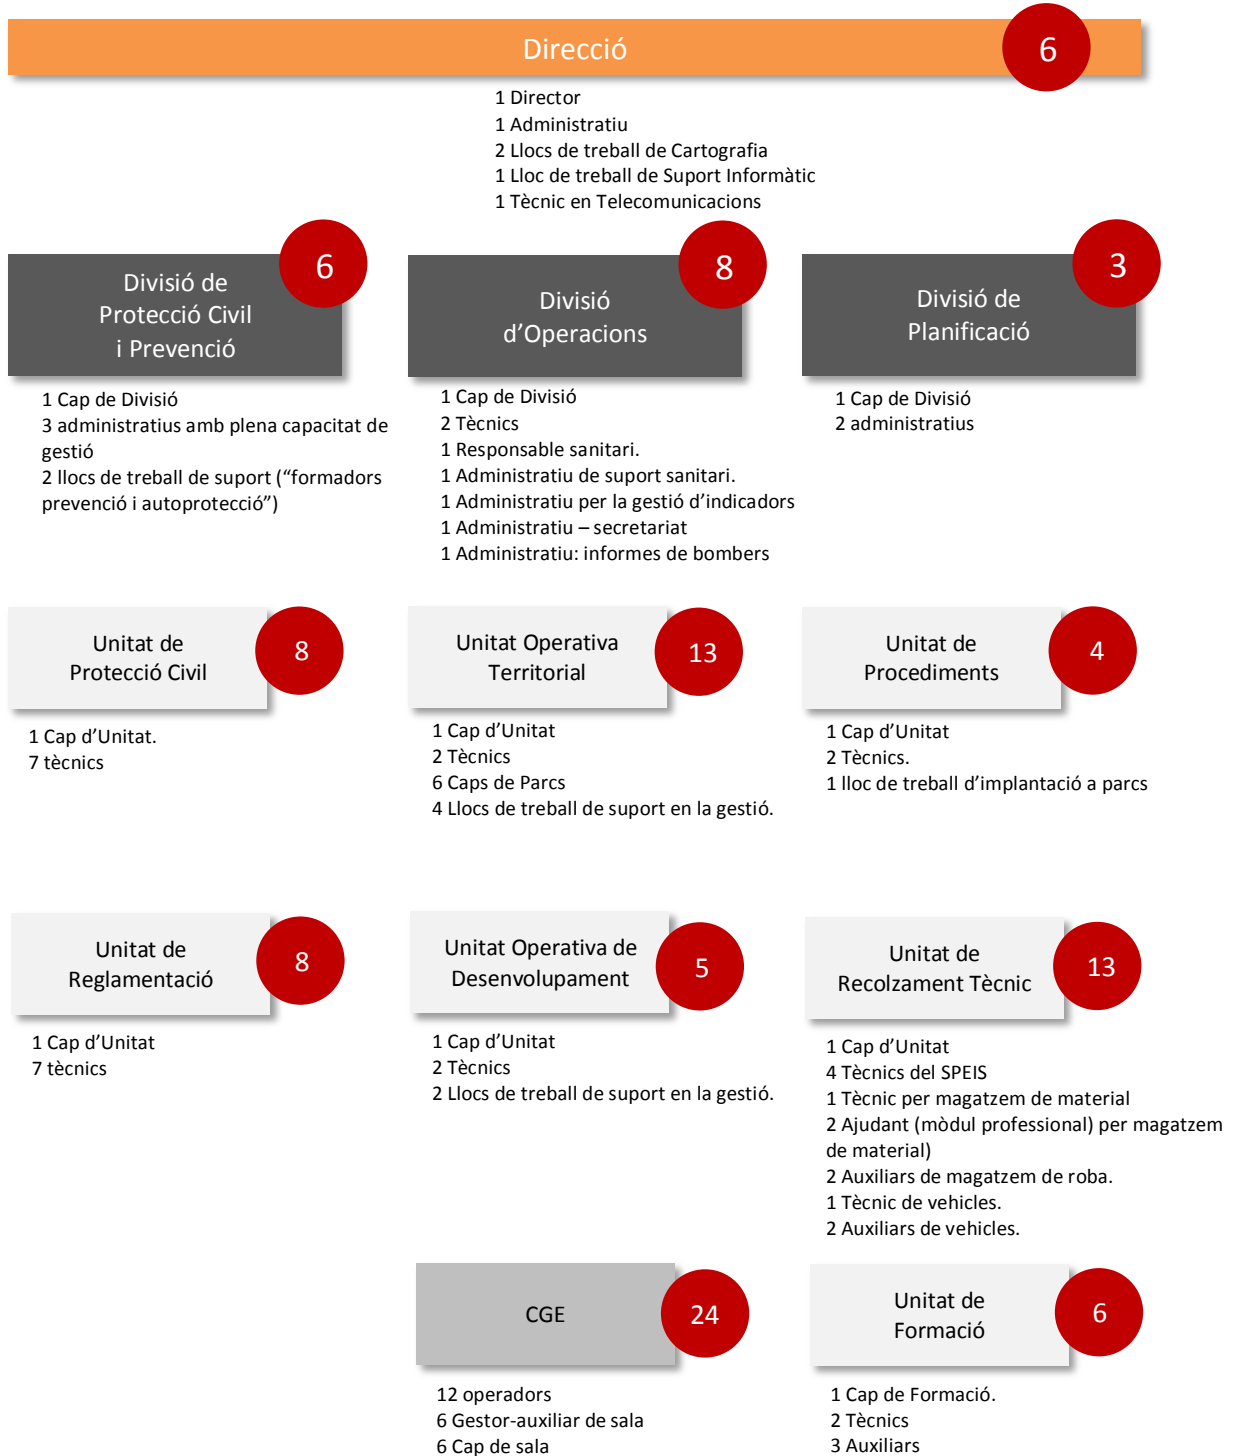 Direcció
6
1 Director
1 Administratiu
2 Llocs de treball de Cartografia
1 Lloc de treball de Suport Informàtic
1 Tècnic en Telecomunicacions
Divisió de
Protecció Civil
i Prevenció
6
1 Cap de Divisió
3 administratius amb plena capacitat de
gestió
2 llocs de treball de suport (“formadors
prevenció i autoprotecció”)
Divisió
d’Operacions
8
1 Cap de Divisió
2 Tècnics
1 Responsable sanitari.
1 Administratiu de suport sanitari.
1 Administratiu per la gestió d’indicadors
1 Administratiu – secretariat
1 Administratiu: informes de bombers
Divisió de
Planificació
3
1 Cap de Divisió
2 administratius
Unitat de
Protecció Civil
8
1 Cap d’Unitat.
7 tècnics
Unitat Operativa
Territorial
13
1 Cap d’Unitat
2 Tècnics
6 Caps de Parcs
4 Llocs de treball de suport en la gestió.
Unitat de
Procediments
4
1 Cap d’Unitat
2 Tècnics.
1 lloc de treball d’implantació a parcs
Unitat de
Reglamentació
8
1 Cap d’Unitat
7 tècnics
Unitat Operativa de
Desenvolupament
5
1 Cap d’Unitat
2 Tècnics
2 Llocs de treball de suport en la gestió.
Unitat de
Recolzament Tècnic
13
1 Cap d’Unitat
4 Tècnics del SPEIS
1 Tècnic per magatzem de material
2 Ajudant (mòdul professional) per magatzem
de material)
2 Auxiliars de magatzem de roba.
1 Tècnic de vehicles.
2 Auxiliars de vehicles.
CGE
24
12 operadors
6 Gestor-auxiliar de sala
6 Cap de sala
Unitat de
Formació
6
1 Cap de Formació.
2 Tècnics
3 Auxiliars